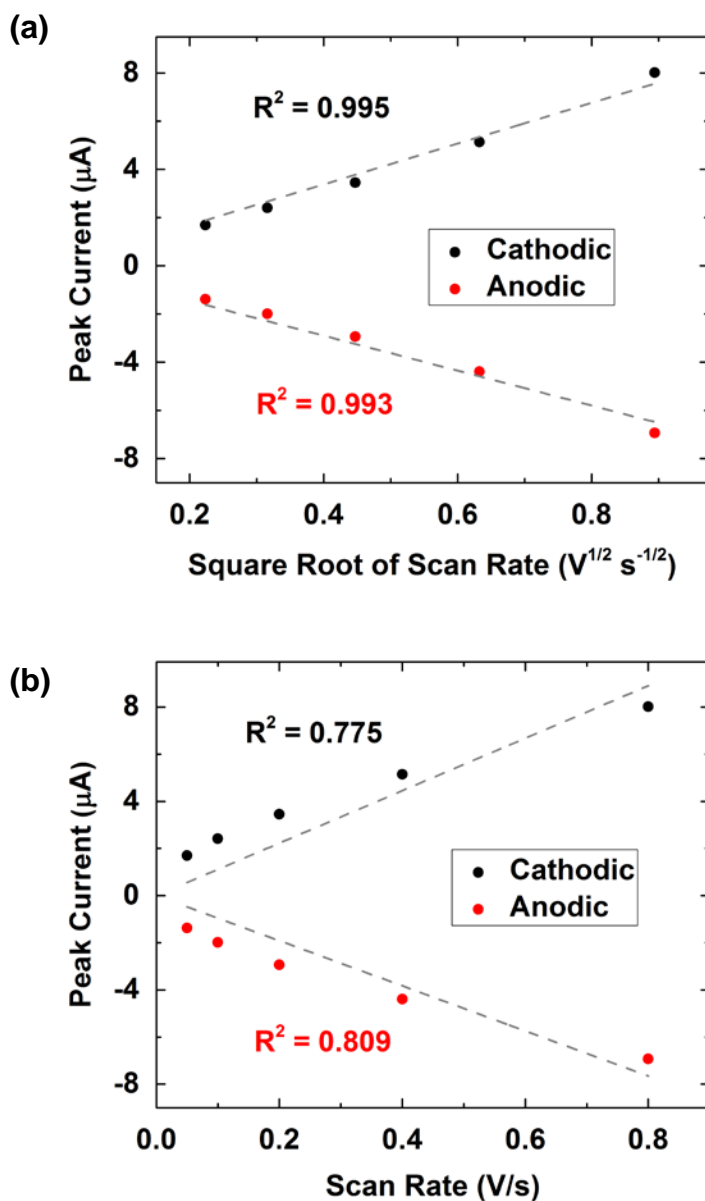 (a)
8
4
0
-4
-8
Peak Current (μA)
R² = 0.995
Cathodic
Anodic
R² = 0.993
0.2 0.4 0.6 0.8
Square Root of Scan Rate (V^1/2 s^-1/2)
(b)
8
4
0
-4
-8
Peak Current (μA)
R² = 0.775
Cathodic
Anodic
R² = 0.809
0.0 0.2 0.4 0.6 0.8
Scan Rate (V/s)